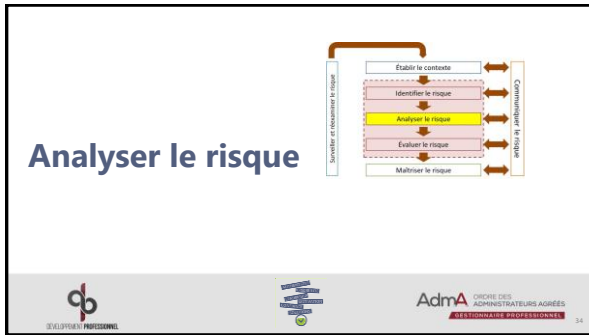 Analyser le risque
Surveiller et réexaminer le risque
Établir le contexte
Identifier le risque
Analyser le risque
Évaluer le risque
Maîtriser le risque
Communiquer le risque
DÉVELOPPEMENT PROFESSIONNEL
AdmA
ORDRE DES
ADMINISTRATEURS AGRÉÉS
GESTIONNAIRE PROFESSIONNEL
34